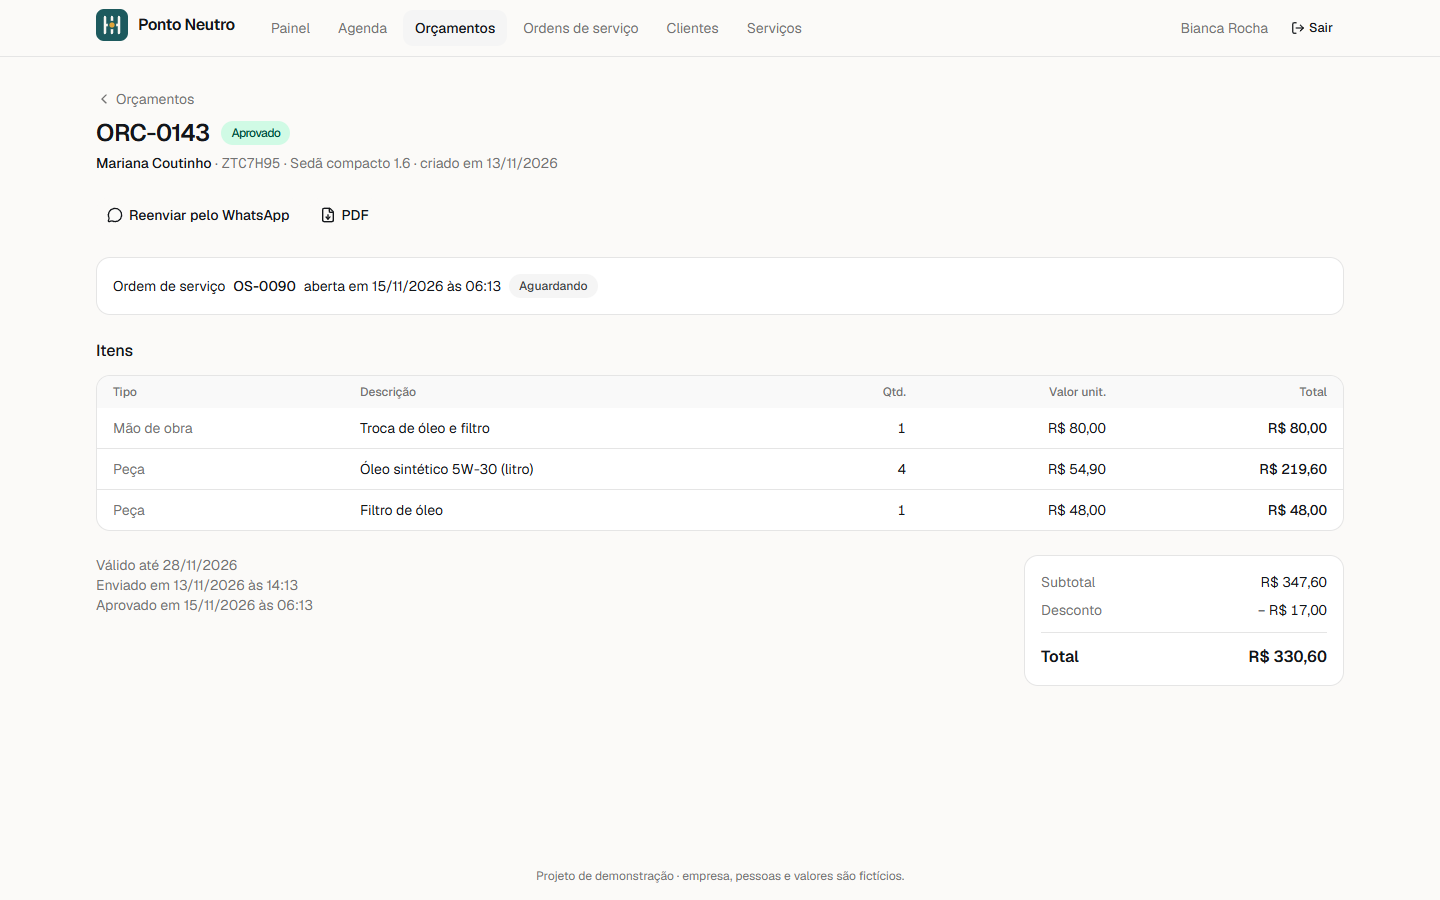 Ponto Neutro
Painel
Agenda
Orçamentos
Ordens de serviço
Clientes
Serviços
Bianca Rocha
Sair
Orçamentos
ORC-0143 Aprovado
Mariana Coutinho · ZTC7H95 · Sedã compacto 1.6 · criado em 13/11/2026
Reenviar pelo WhatsApp
PDF
Ordem de serviço OS-0090 aberta em 15/11/2026 às 06:13 Aguardando
Itens
Tipo Descrição Qtd. Valor unit. Total
Mão de obra Troca de óleo e filtro 1 R$ 80,00 R$ 80,00
Peça Óleo sintético 5W-30 (litro) 4 R$ 54,90 R$ 219,60
Peça Filtro de óleo 1 R$ 48,00 R$ 48,00
Válido até 28/11/2026
Enviado em 13/11/2026 às 14:13
Aprovado em 15/11/2026 às 06:13
Subtotal R$ 347,60
Desconto − R$ 17,00
Total R$ 330,60
Projeto de demonstração · empresa, pessoas e valores são fictícios.